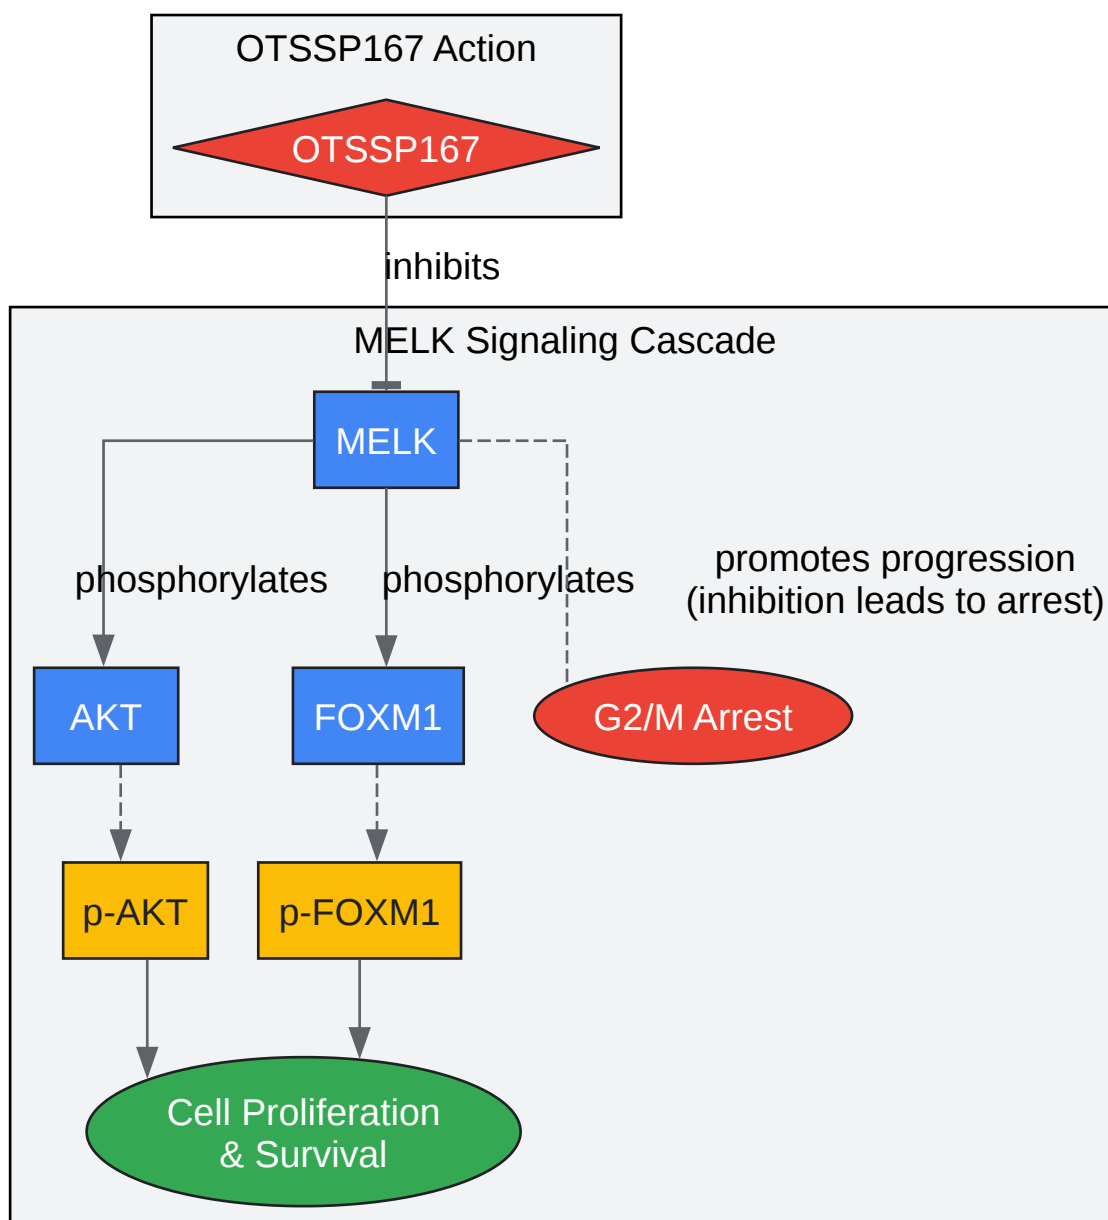 OTSSP167 Action
OTSSP167
inhibits
MELK Signaling Cascade
MELK
phosphorylates
phosphorylates
promotes progression
(inhibition leads to arrest)
AKT
FOXM1
G2/M Arrest
p-AKT
p-FOXM1
Cell Proliferation
& Survival